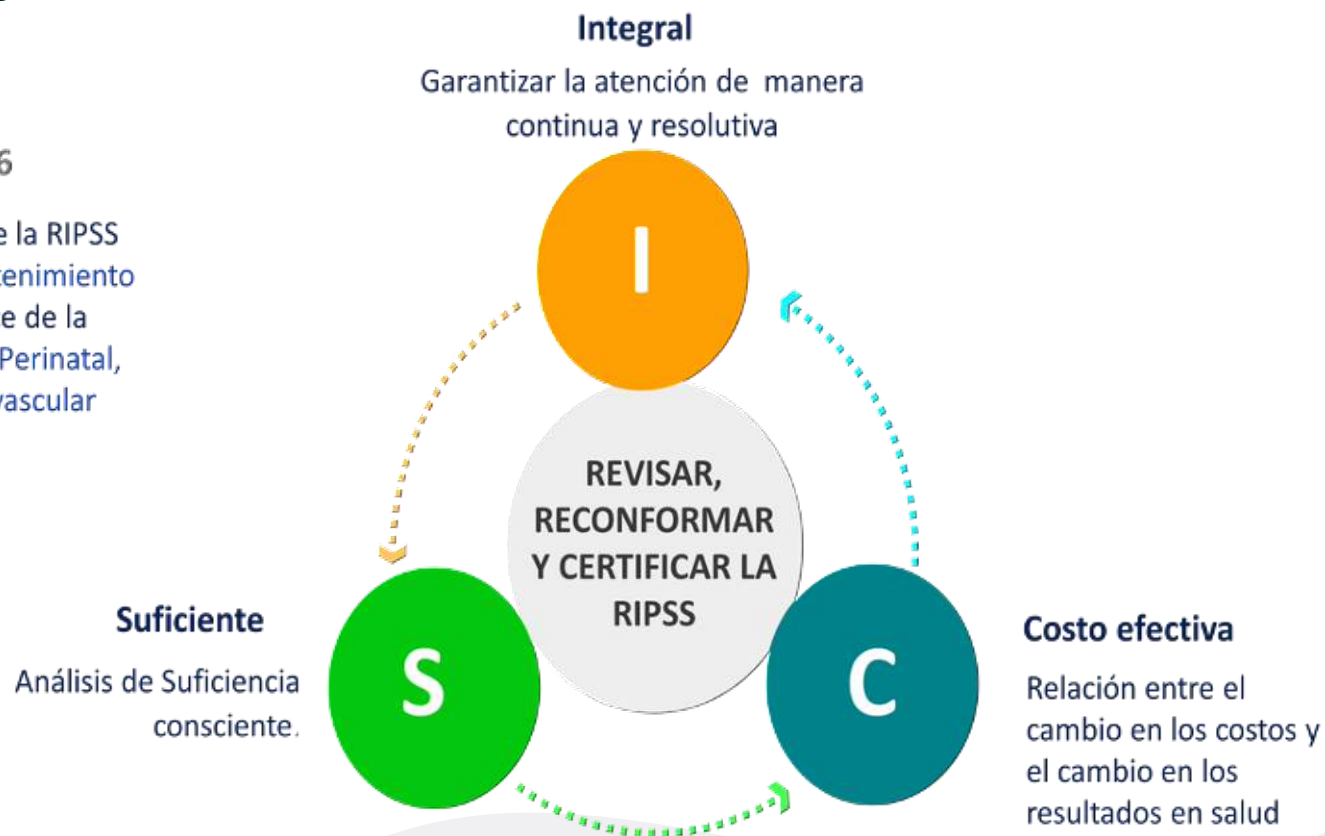 Integral
Garantizar la atención de manera
continua y resolutiva
6
e la RIPSS
tenimiento
e de la
Perinatal,
vascular
I
REVISAR,
RECONFORMAR
Y CERTIFICAR LA
RIPSS
Suficiente
Análisis de Suficiencia
consciente.
S
C
Costo efectiva
Relación entre el
cambio en los costos y
el cambio en los
resultados en salud